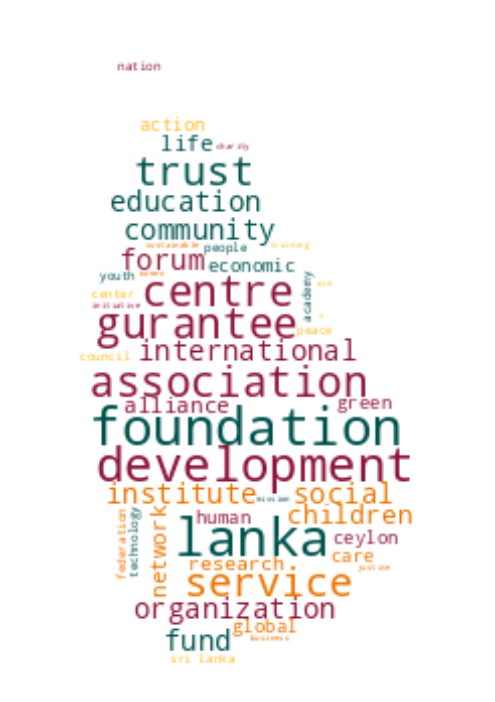 nation
action
life charity
trust
education
community
sustainable people training
forum economic
youth women
centre academy aid
center
initiative
gurantee peace
international
council
association
alliance green
foundation
development
institute mission social
human children
lanka ceylon
federation technology network
research care
justice
service
organization
global
fund business
sri lanka